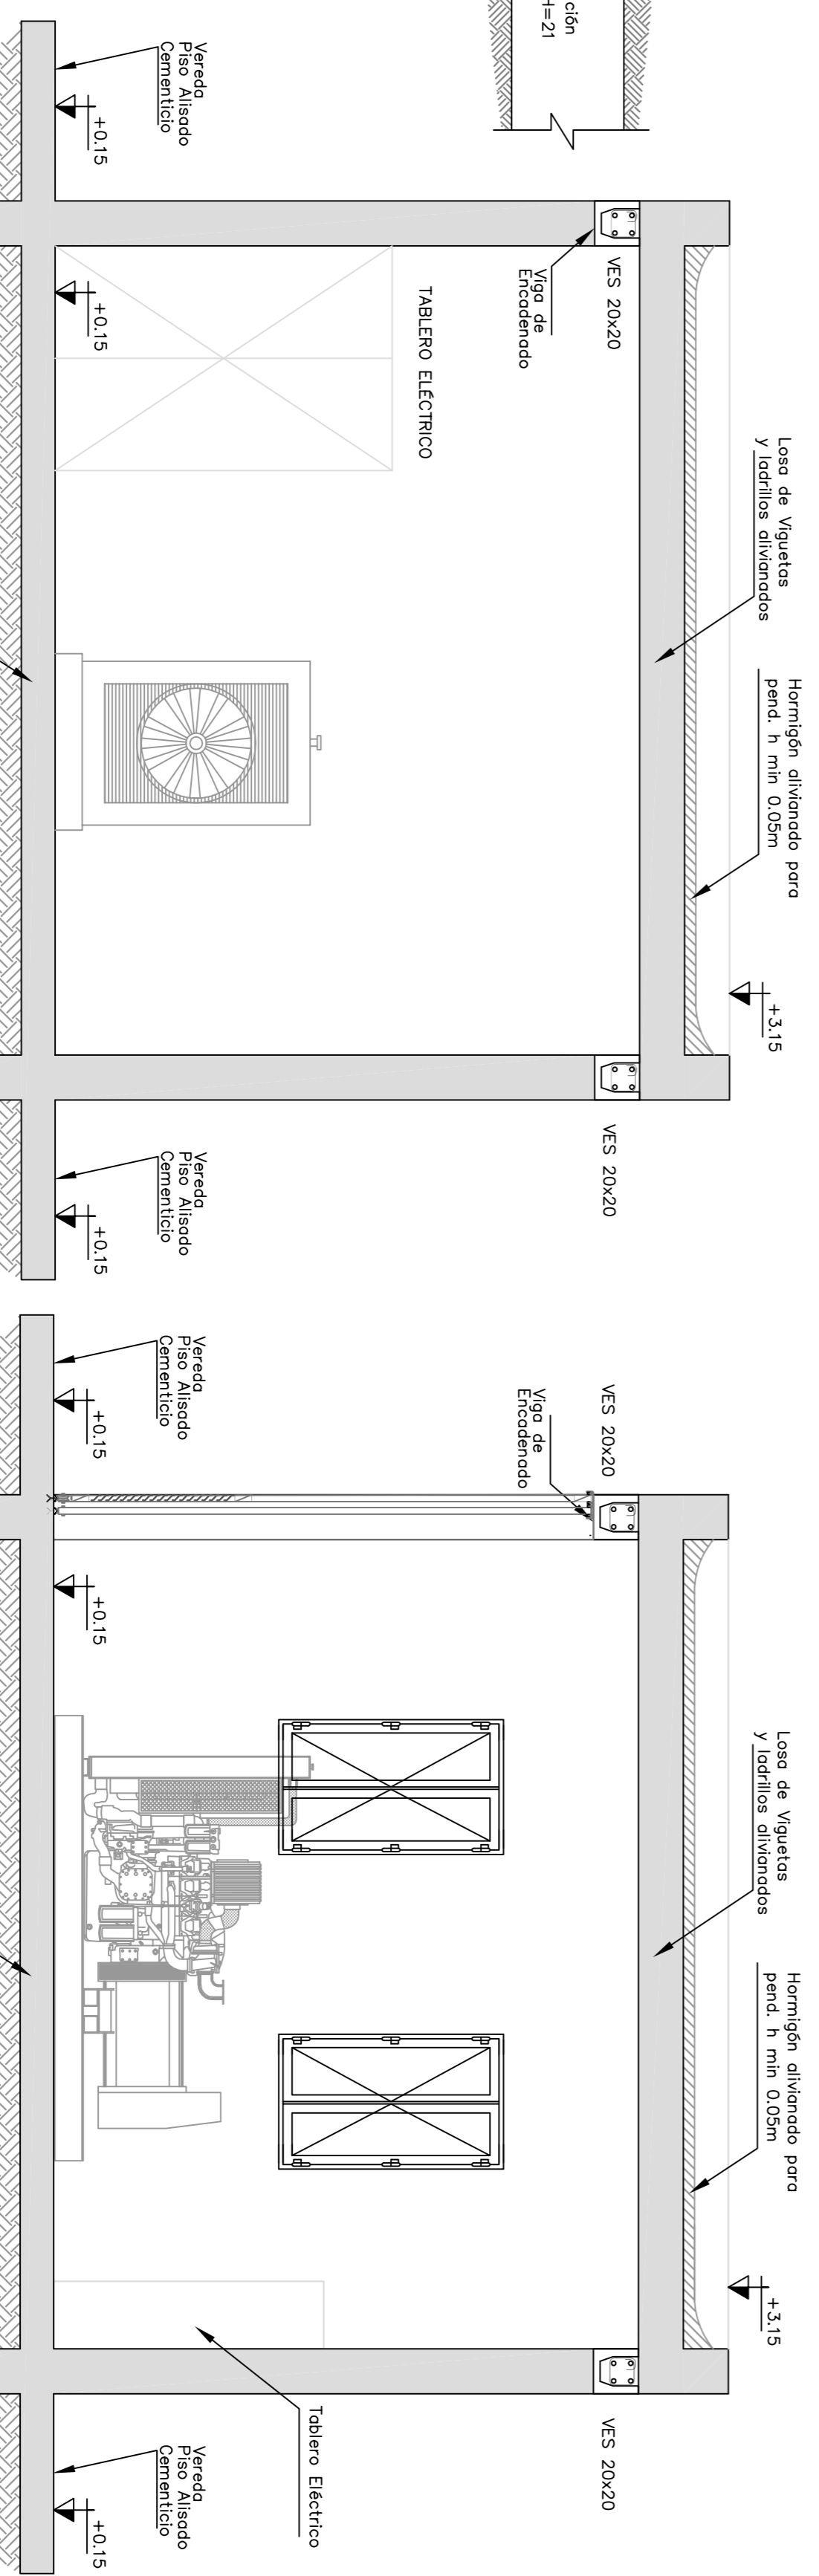 ción
H=21
Vereda
Piso Alisado
Cementicio
+0.15
+0.15
TABLERO ELÉCTRICO
Viga de
Encadenado
VES 20x20
Losa de Viguetas
y ladrillos alivianados
Hormigón alivianado para
pend. h min 0.05m
+3.15
VES 20x20
Vereda
Piso Alisado
Cementicio
+0.15
Vereda
Piso Alisado
Cementicio
+0.15
+0.15
Viga de
Encadenado
VES 20x20
Losa de Viguetas
y ladrillos alivianados
Hormigón alivianado para
pend. h min 0.05m
+3.15
VES 20x20
Tablero Eléctrico
Vereda
Piso Alisado
Cementicio
+0.15